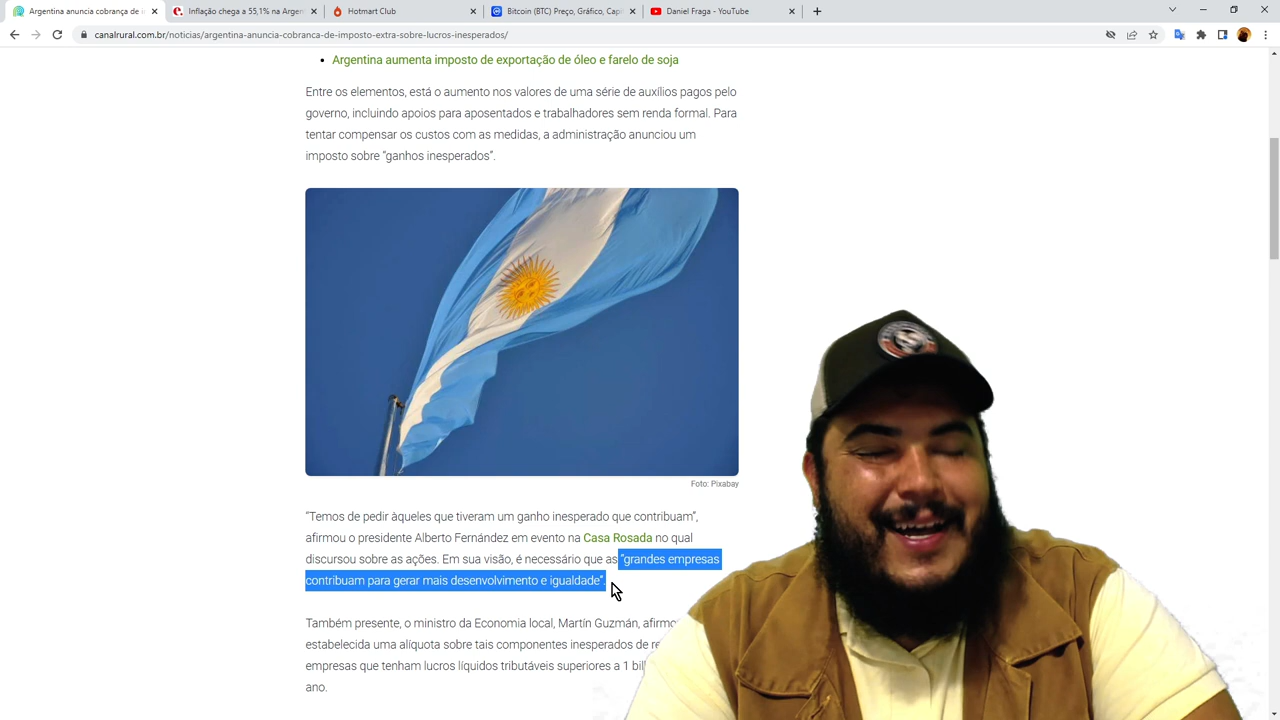 Argentina anuncia cobrança de i
Inflação chega a 55,1% na Argen
Hotmart Club
Bitcoin (BTC) Preço, Gráfico, Capi
Daniel Fraga - YouTube
canalrural.com.br/noticias/argentina-anuncia-cobranca-de-imposto-extra-sobre-lucros-inesperados/
• Argentina aumenta imposto de exportação de óleo e farelo de soja
Entre os elementos, está o aumento nos valores de uma série de auxílios pagos pelo
governo, incluindo apoios para aposentados e trabalhadores sem renda formal. Para
tentar compensar os custos com as medidas, a administração anunciou um
imposto sobre “ganhos inesperados”.
Foto: Pixabay
“Temos de pedir àqueles que tiveram um ganho inesperado que contribuam”,
afirmou o presidente Alberto Fernández em evento na Casa Rosada no qual
discursou sobre as ações. Em sua visão, é necessário que as “grandes empresas
contribuam para gerar mais desenvolvimento e igualdade”.
Também presente, o ministro da Economia local, Martín Guzmán,
estabelecida uma alíquota sobre tais componentes inesperados de
empresas que tenham lucros líquidos tributáveis superiores a 1
ano.